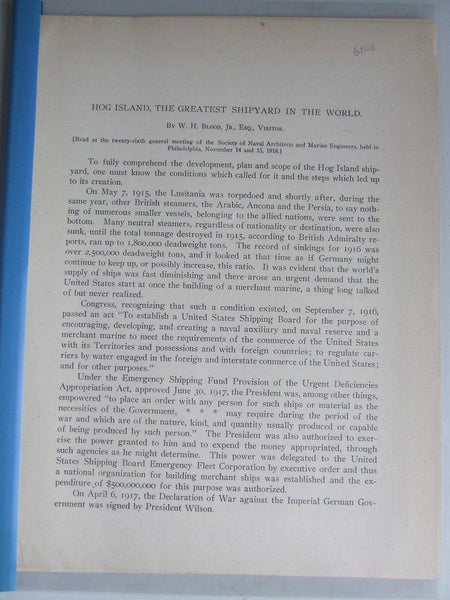 6102
HOG ISLAND, THE GREATEST SHIPYARD IN THE WORLD.
By W. H. Blood, Jr., Esq., Visitor.
[Read at the twenty-sixth general meeting of the Society of Naval Architects and Marine Engineers, held in
Philadelphia, November 14 and 15, 1918.]
To fully comprehend the development, plan and scope of the Hog Island ship-
yard, one must know the conditions which called for it and the steps which led up
to its creation.
On May 7, 1915, the Lusitania was torpedoed and shortly after, during the
same year, other British steamers, the Arabic, Ancona and the Persia, to say noth-
ing of numerous smaller vessels, belonging to the allied nations, were sent to the
bottom. Many neutral steamers, regardless of nationality or destination, were also
sunk, until the total tonnage destroyed in 1915, according to British Admiralty re-
ports, ran up to 1,800,000 deadweight tons. The record of sinkings for 1916 was
over 2,500,000 deadweight tons, and it looked at that time as if Germany might
continue to keep up, or possibly increase, this ratio. It was evident that the world's
supply of ships was fast diminishing and there arose an urgent demand that the
United States start at once the building of a merchant marine, a thing long talked
of but never realized.
Congress, recognizing that such a condition existed, on September 7, 1916,
passed an act "To establish a United States Shipping Board for the purpose of
encouraging, developing, and creating a naval auxiliary and naval reserve and a
merchant marine to meet the requirements of the commerce of the United States
with its Territories and possessions and with foreign countries; to regulate car-
riers by water engaged in the foreign and interstate commerce of the United States;
and for other purposes."
Under the Emergency Shipping Fund Provision of the Urgent Deficiencies
Appropriation Act, approved June 30, 1917, the President was, among other things,
empowered "to place an order with any person for such ships or material as the
necessities of the Government, * * * may require during the period of the
war and which are of the nature, kind, and quantity usually produced or capable
of being produced by such person." The President was also authorized to exer-
cise the power granted to him and to expend the money appropriated, through
such agencies as he might determine. This power was delegated to the United
States Shipping Board Emergency Fleet Corporation by executive order and thus
a national organization for building merchant ships was established and the ex-
penditure of $500,000,000 for this purpose was authorized.
On April 6, 1917, the Declaration of War against the Imperial German Gov-
ernment was signed by President Wilson.